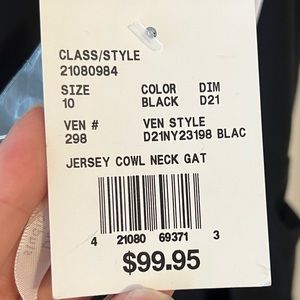 CLASS/STYLE
21080984
SIZE COLOR DIM
10 BLACK D21
VEN # VEN STYLE
298 D21NY23198 BLAC
JERSEY COWL NECK GAT
4 21080 69371 3
$99.95